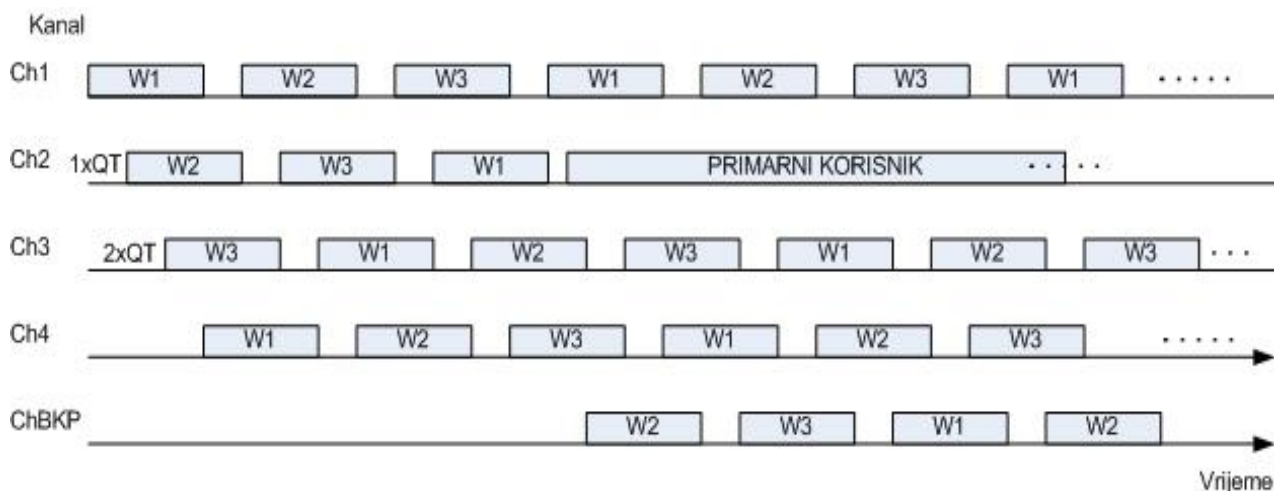 Kanal
Ch1 W1 W2 W3 W1 W2 W3 W1 . . . . .
Ch2 1xQT W2 W3 W1 PRIMARNI KORISNIK . . . . .
Ch3 2xQT W3 W1 W2 W3 W1 W2 W3 . . . .
Ch4 W1 W2 W3 W1 W2 W3 . . . . .
ChBKP W2 W3 W1 W2
Vrijeme